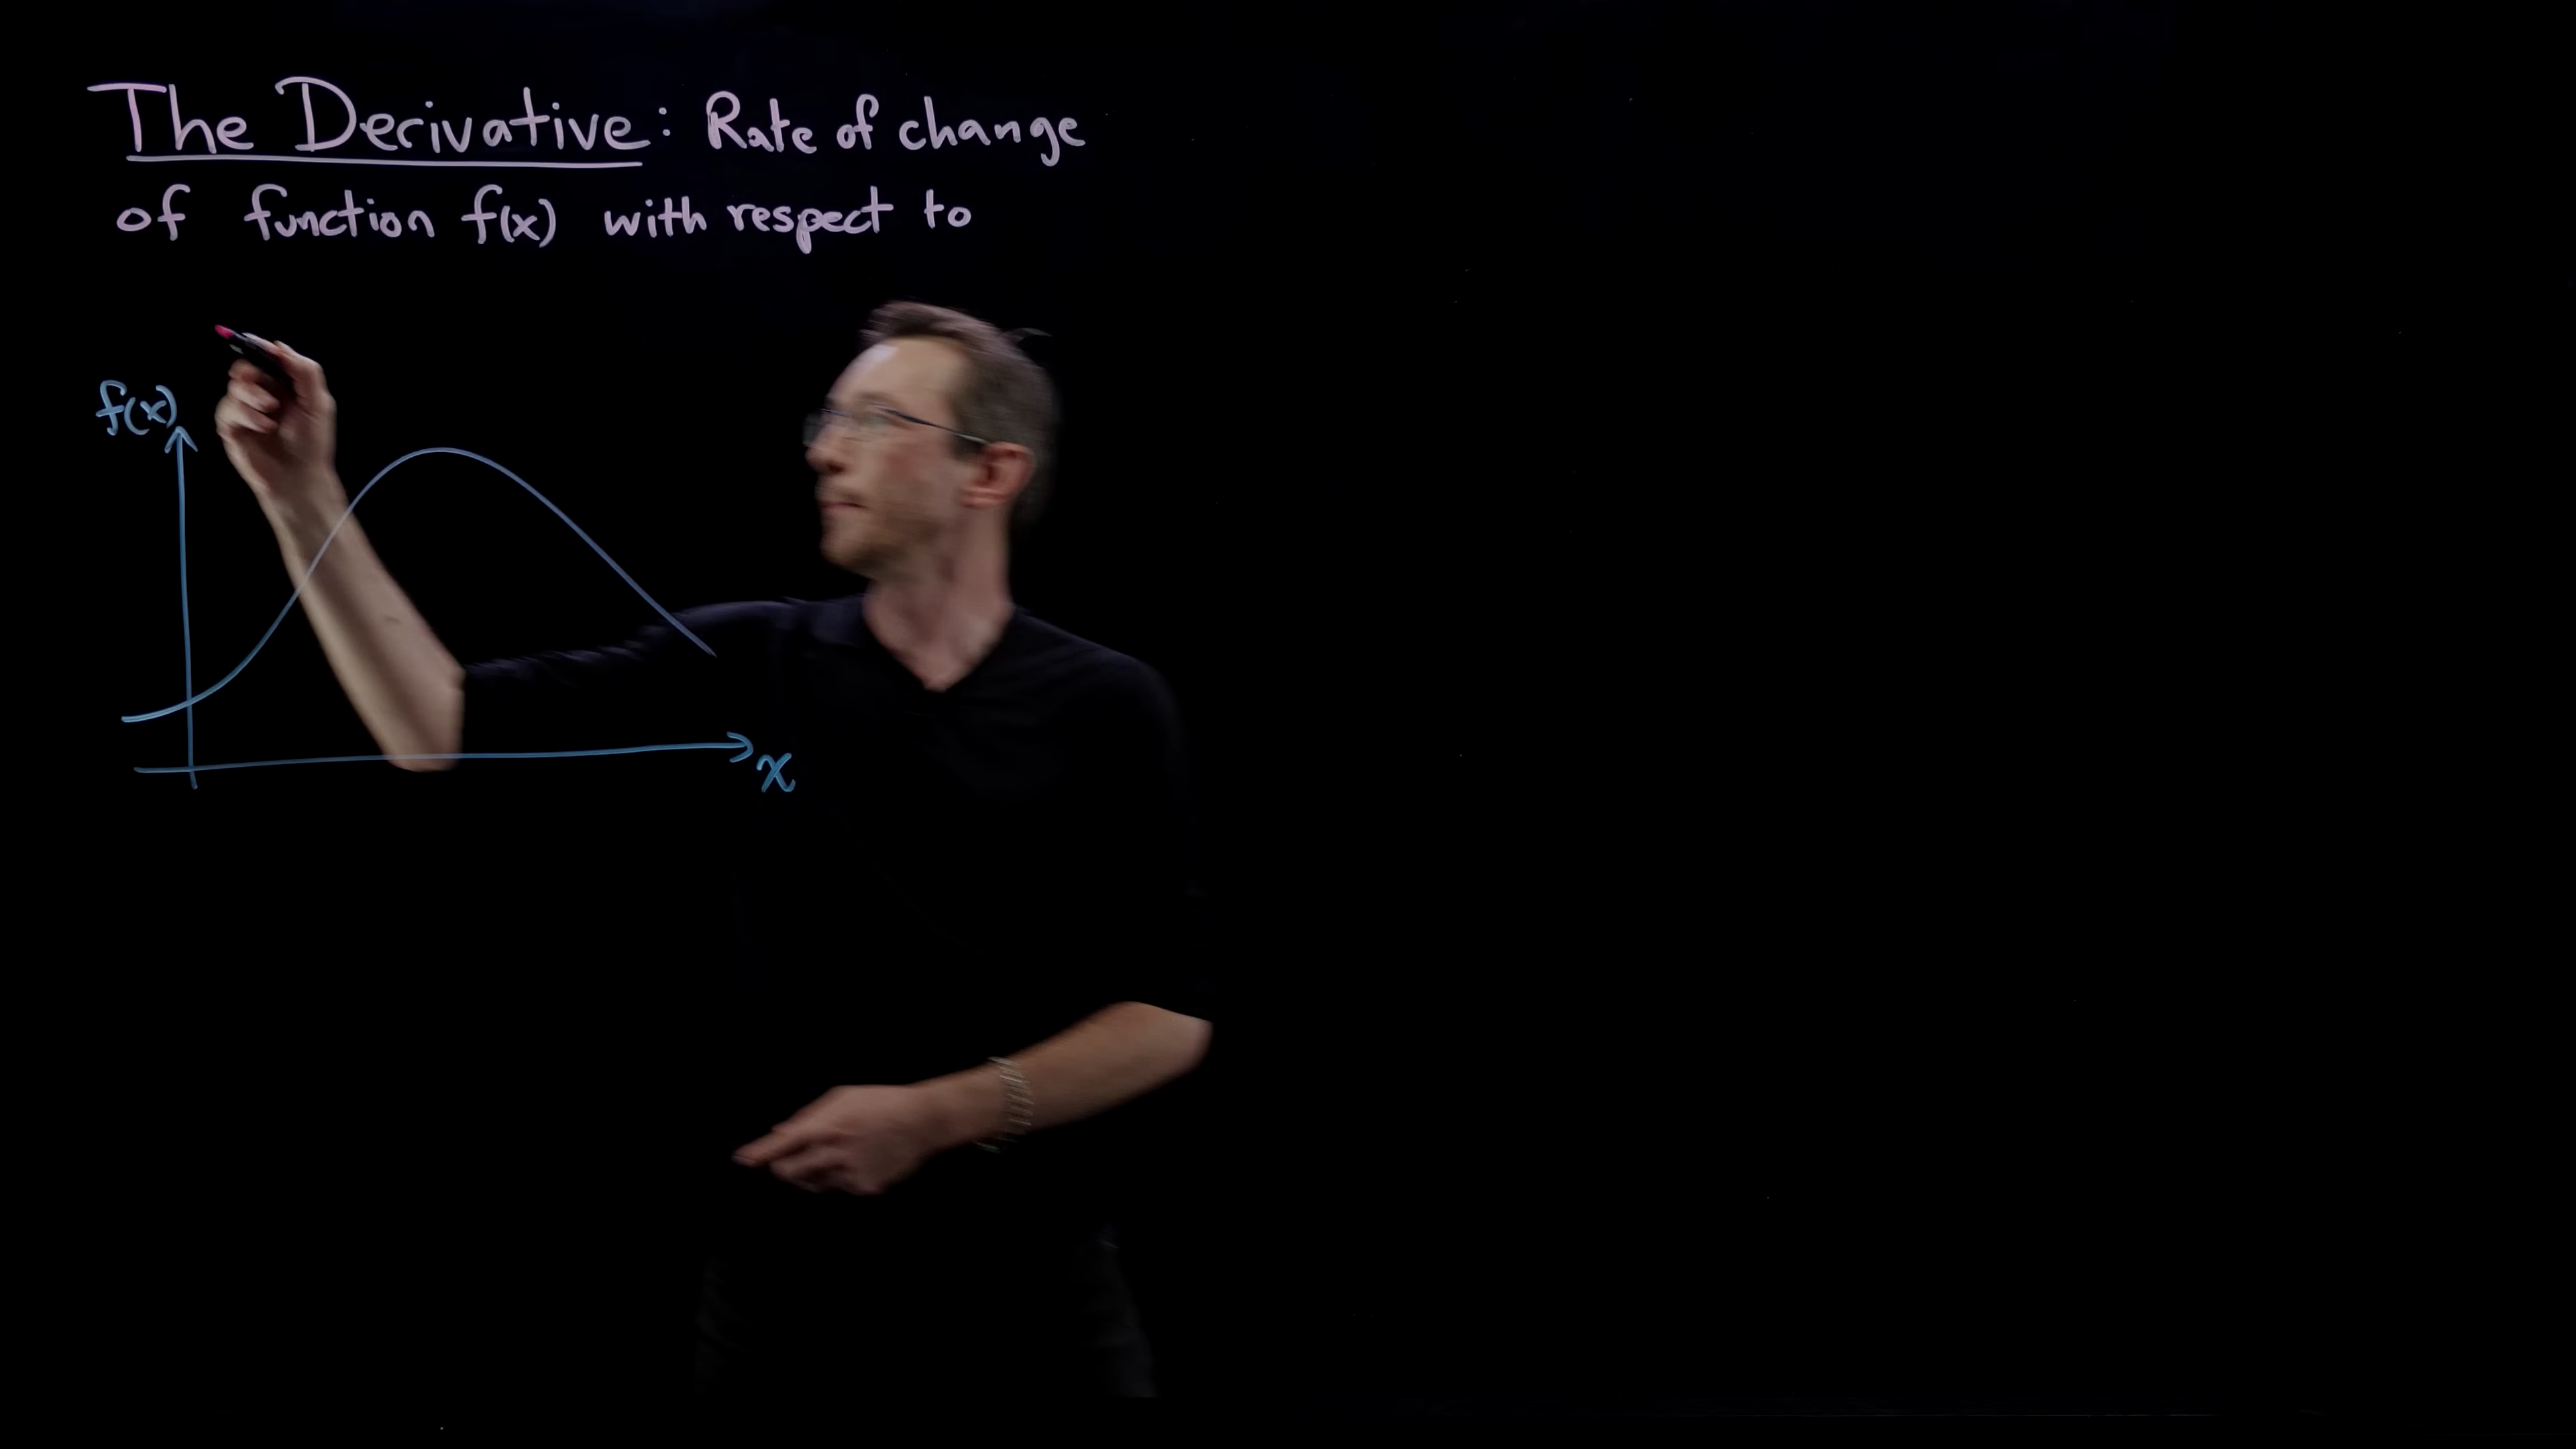 The Derivative: Rate of change
of function f(x) with respect to
f(x)
x